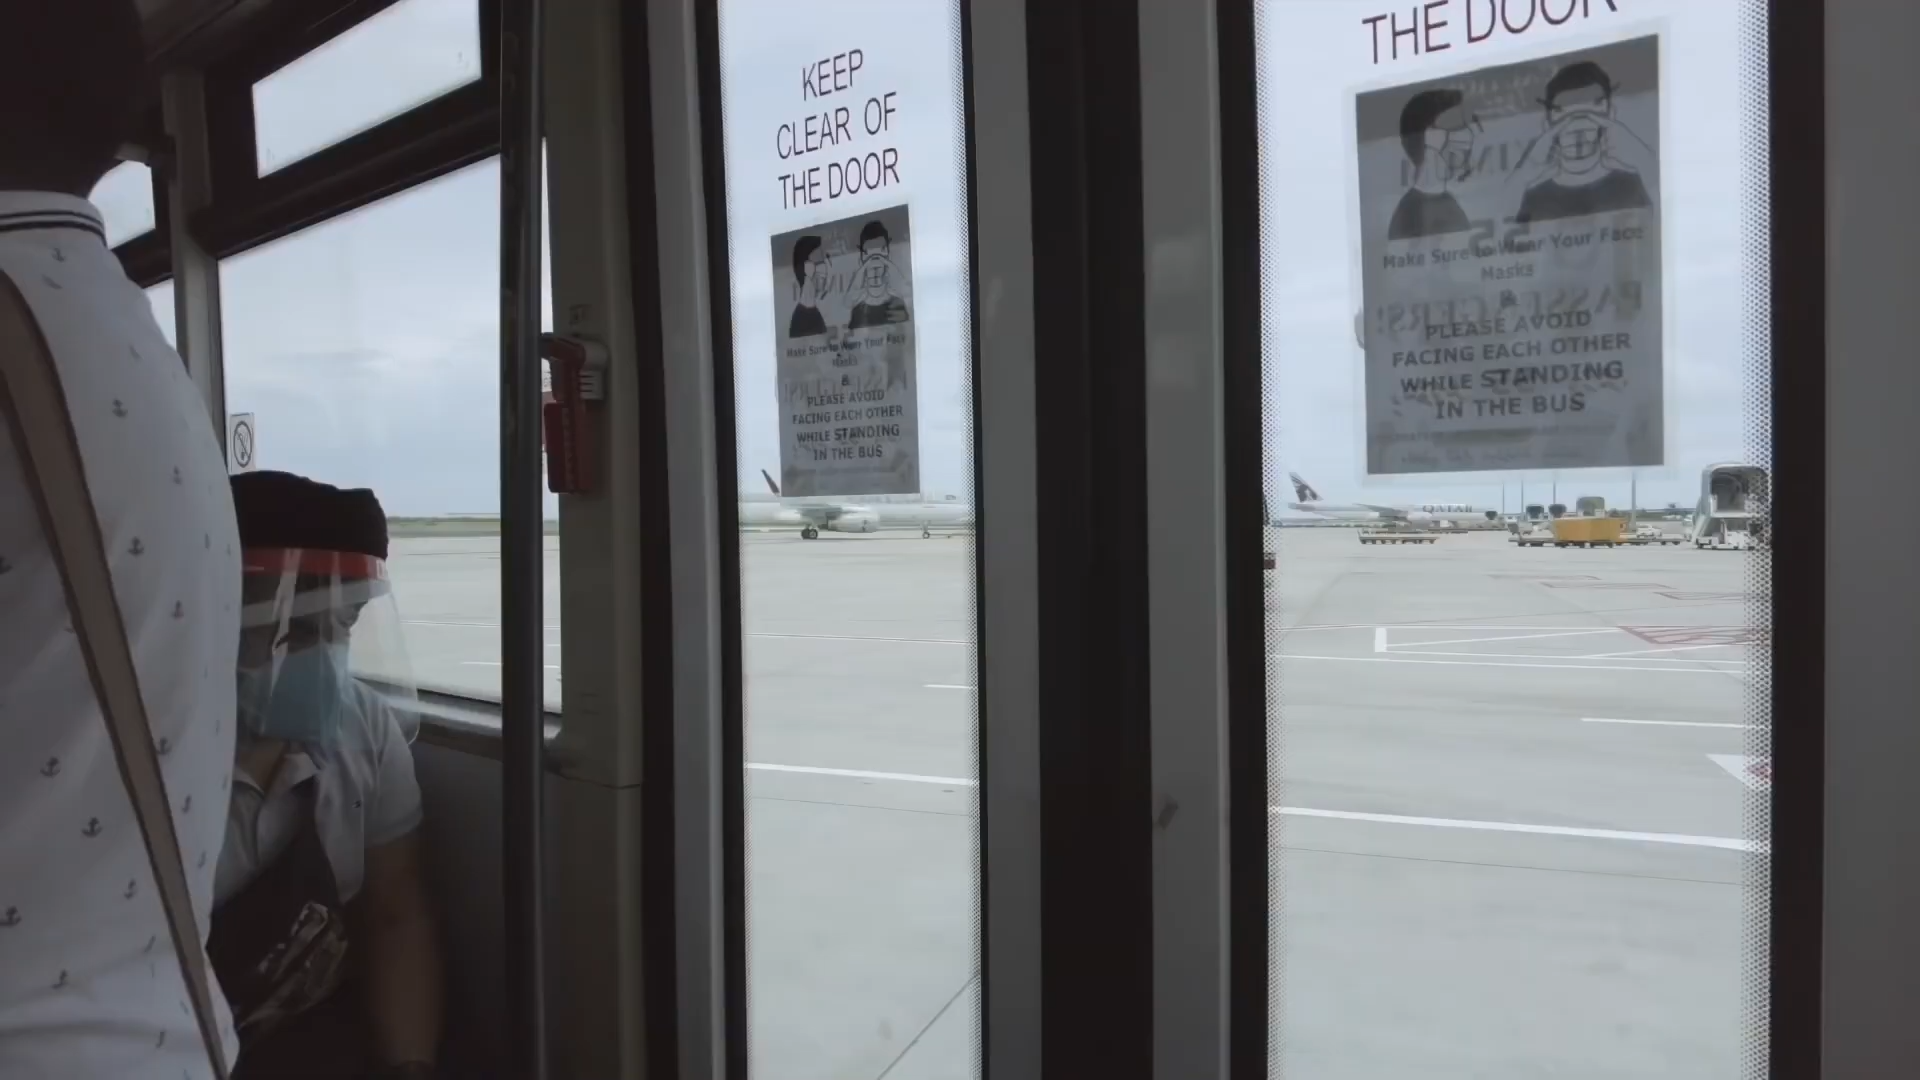 KEEP
CLEAR OF
THE DOOR
Make Sure to Wear Your Face
Masks
&
PLEASE AVOID
FACING EACH OTHER
WHILE STANDING
IN THE BUS
THE DOOR
Make Sure to Wear Your Face
Masks
&
PLEASE AVOID
FACING EACH OTHER
WHILE STANDING
IN THE BUS
QATAR